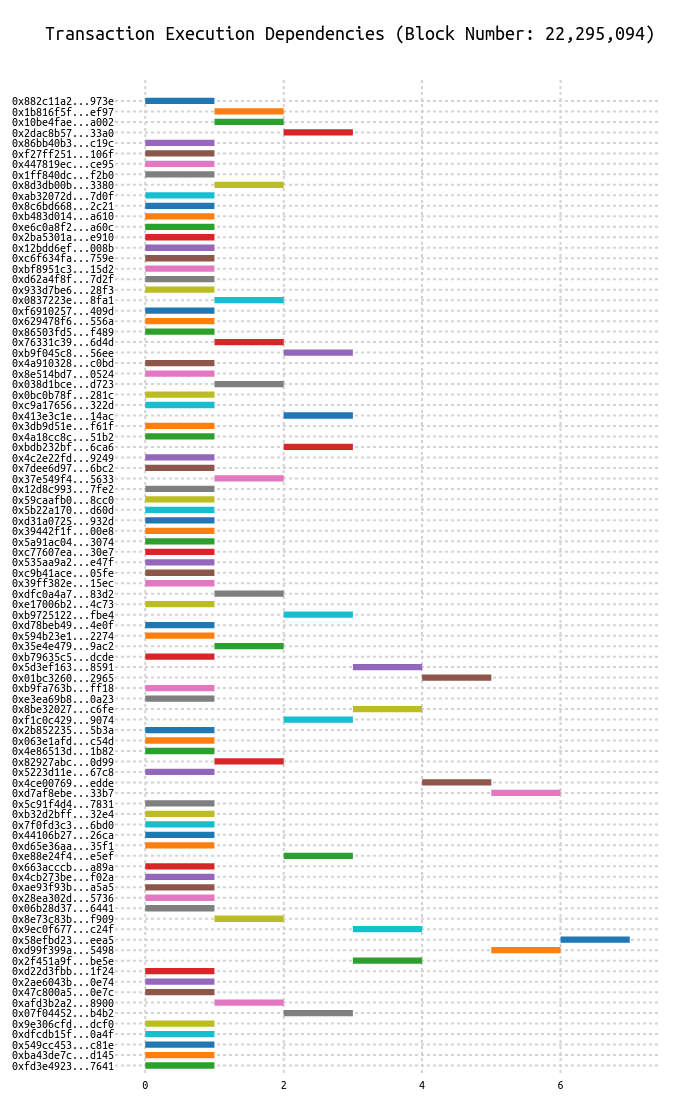 Transaction Execution Dependencies (Block Number: 22,295,094)
0x882c11a2...973e
0x1b816f5f...ef97
0x10be4fae...a002
0x2dac8b57...33a0
0x86bb40b3...c19c
0xf27ff251...106f
0x447819ec...ce95
0x1ff840dc...f2b0
0x8d3db00b...3380
0xab32072d...7d0f
0x8c6bd668...2c21
0xb483d014...a610
0xe6c0a8f2...a60c
0x2ba5301a...e910
0x12bdd6ef...008b
0xc6f634fa...759e
0xbf8951c3...15d2
0xd62a4f8f...7d2f
0x933d7be6...28f3
0x0837223e...8fa1
0xf6910257...409d
0x629478f6...556a
0x86503fd5...f489
0x76331c39...6d4d
0xb9f045c8...56ee
0x4a910328...c0bd
0x8e514bd7...0524
0x038d1bce...d723
0x0bc0b78f...281c
0xc9a17656...322d
0x413e3c1e...14ac
0x3db9d51e...f61f
0x4a18cc8c...51b2
0xbdb232bf...6ca6
0x4c2e22fd...9249
0x7dee6d97...6bc2
0x37e549f4...5633
0x12d8c993...7fe2
0x59caafb0...8cc0
0x5b22a170...d60d
0xd31a0725...932d
0x39442f1f...00e8
0x5a91ac04...3074
0xc77607ea...30e7
0x535aa9a2...e47f
0xc9b41ace...05fe
0x39ff382e...15ec
0xdfc0a4a7...83d2
0xe17006b2...4c73
0xb9725122...fbe4
0xd78beb49...4e0f
0x594b23e1...2274
0x35e4e479...9ac2
0xb79635c5...dcde
0x5d3ef163...8591
0x01bc3260...2965
0xb9fa763b...ff18
0xe3ea69b8...0a23
0x8be32027...c6fe
0xf1c0c429...9074
0x2b852235...5b3a
0x063e1afd...c54d
0x4e86513d...1b82
0x82927abc...0d99
0x5223d11e...67c8
0x4ce00769...edde
0xd7af8ebe...33b7
0x5c91f4d4...7831
0xb32d2bff...32e4
0x7f0fd3c3...6bd0
0x44106b27...26ca
0xd65e36aa...35f1
0xe88e24f4...e5ef
0x663acccb...a89a
0x4cb273be...f02a
0xae93f93b...a5a5
0x28ea302d...5736
0x06b28d37...6441
0x8e73c83b...f909
0x9ec0f677...c24f
0x58efbd23...eea5
0xd99f399a...5498
0x2f451a9f...be5e
0xd22d3fbb...1f24
0x2ae6043b...0e74
0x47c800a5...0e7c
0xafd3b2a2...8900
0x07f04452...b4b2
0x9e306cfd...dcf0
0xdfcdb15f...0a4f
0x549cc453...c81e
0xba43de7c...d145
0xfd3e4923...7641
0 2 4 6